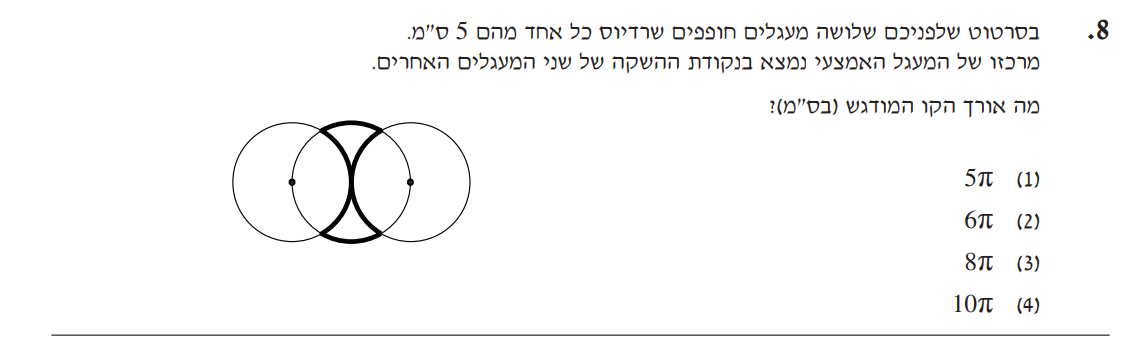 .8 בסרטוט שלפניכם שלושה מעגלים חופפים שרדיוס כל אחד מהם 5 ס"מ.
מרכזו של המעגל האמצעי נמצא בנקודת ההשקה של שני המעגלים האחרים.
מה אורך הקו המודגש (בס"מ)?
(1) 5π
(2) 6π
(3) 8π
(4) 10π